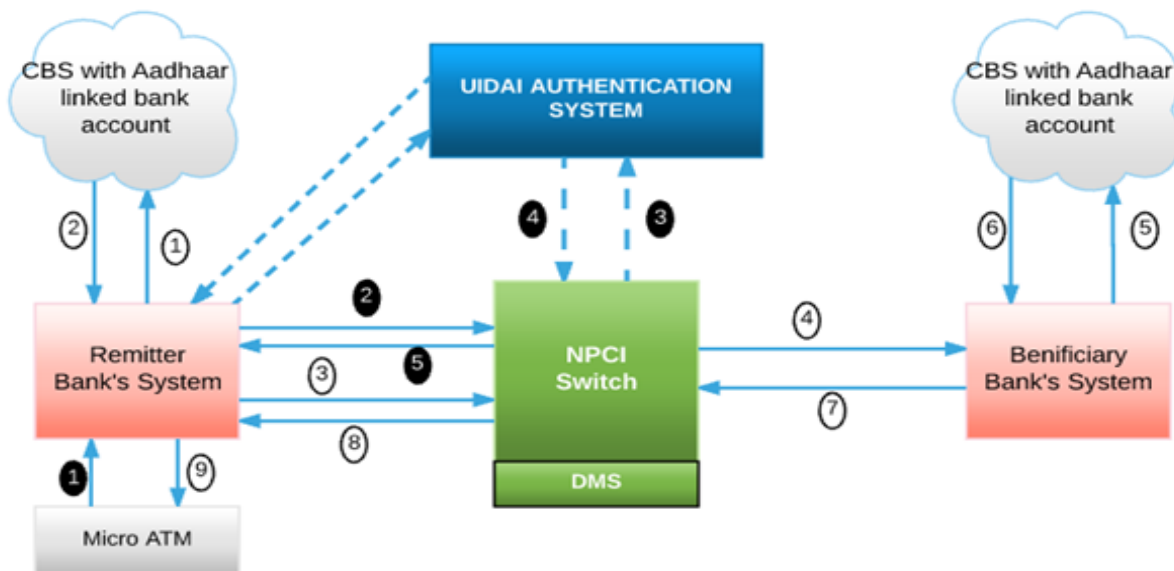 CBS with Aadhaar
linked bank
account
UIDAI AUTHENTICATION
SYSTEM
CBS with Aadhaar
linked bank
account
2
1
4
3
6
5
Remitter
Bank's System
2
5
3
8
NPCI
Switch
DMS
4
7
Benificiary
Bank's System
1
9
Micro ATM